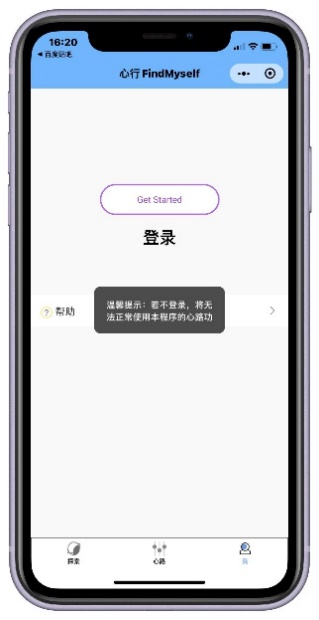 16:20
◀ 百度贴吧
心行 FindMyself
Get Started
登录
温馨提示：若不登录，将无
法正常使用本程序的心路功
? 帮助
探索
心路
我